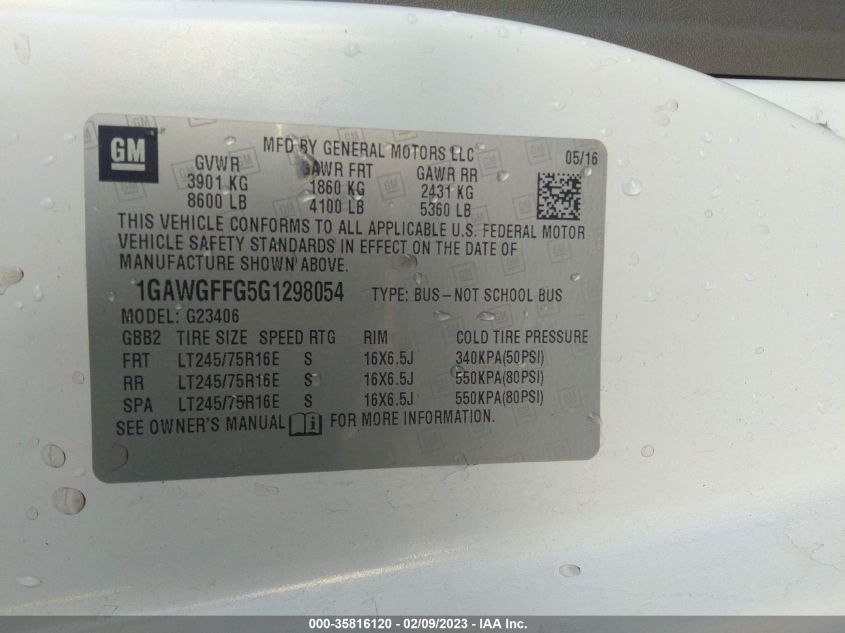 GM
MFD BY GENERAL MOTORS LLC
05/16
GVWR GAWR FRT GAWR RR
3901 KG 1860 KG 2431 KG
8600 LB 4100 LB 5360 LB
THIS VEHICLE CONFORMS TO ALL APPLICABLE U.S. FEDERAL MOTOR
VEHICLE SAFETY STANDARDS IN EFFECT ON THE DATE OF
MANUFACTURE SHOWN ABOVE.
1GAWGFFG5G1298054 TYPE: BUS-NOT SCHOOL BUS
MODEL: G23406
GBB2 TIRE SIZE SPEED RTG RIM COLD TIRE PRESSURE
FRT LT245/75R16E S 16X6.5J 340KPA(50PSI)
RR LT245/75R16E S 16X6.5J 550KPA(80PSI)
SPA LT245/75R16E S 16X6.5J 550KPA(80PSI)
SEE OWNER'S MANUAL FOR MORE INFORMATION.
000-35816120 - 02/09/2023 - IAA Inc.